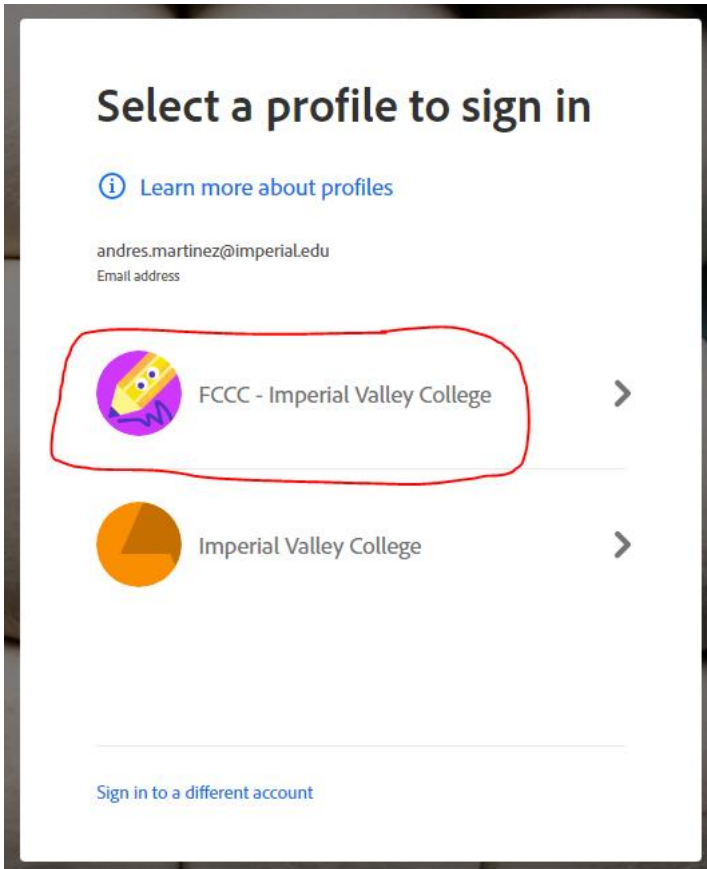 Select a profile to sign in
Learn more about profiles
andres.martinez@imperial.edu
Email address
FCCC - Imperial Valley College
Imperial Valley College
Sign in to a different account